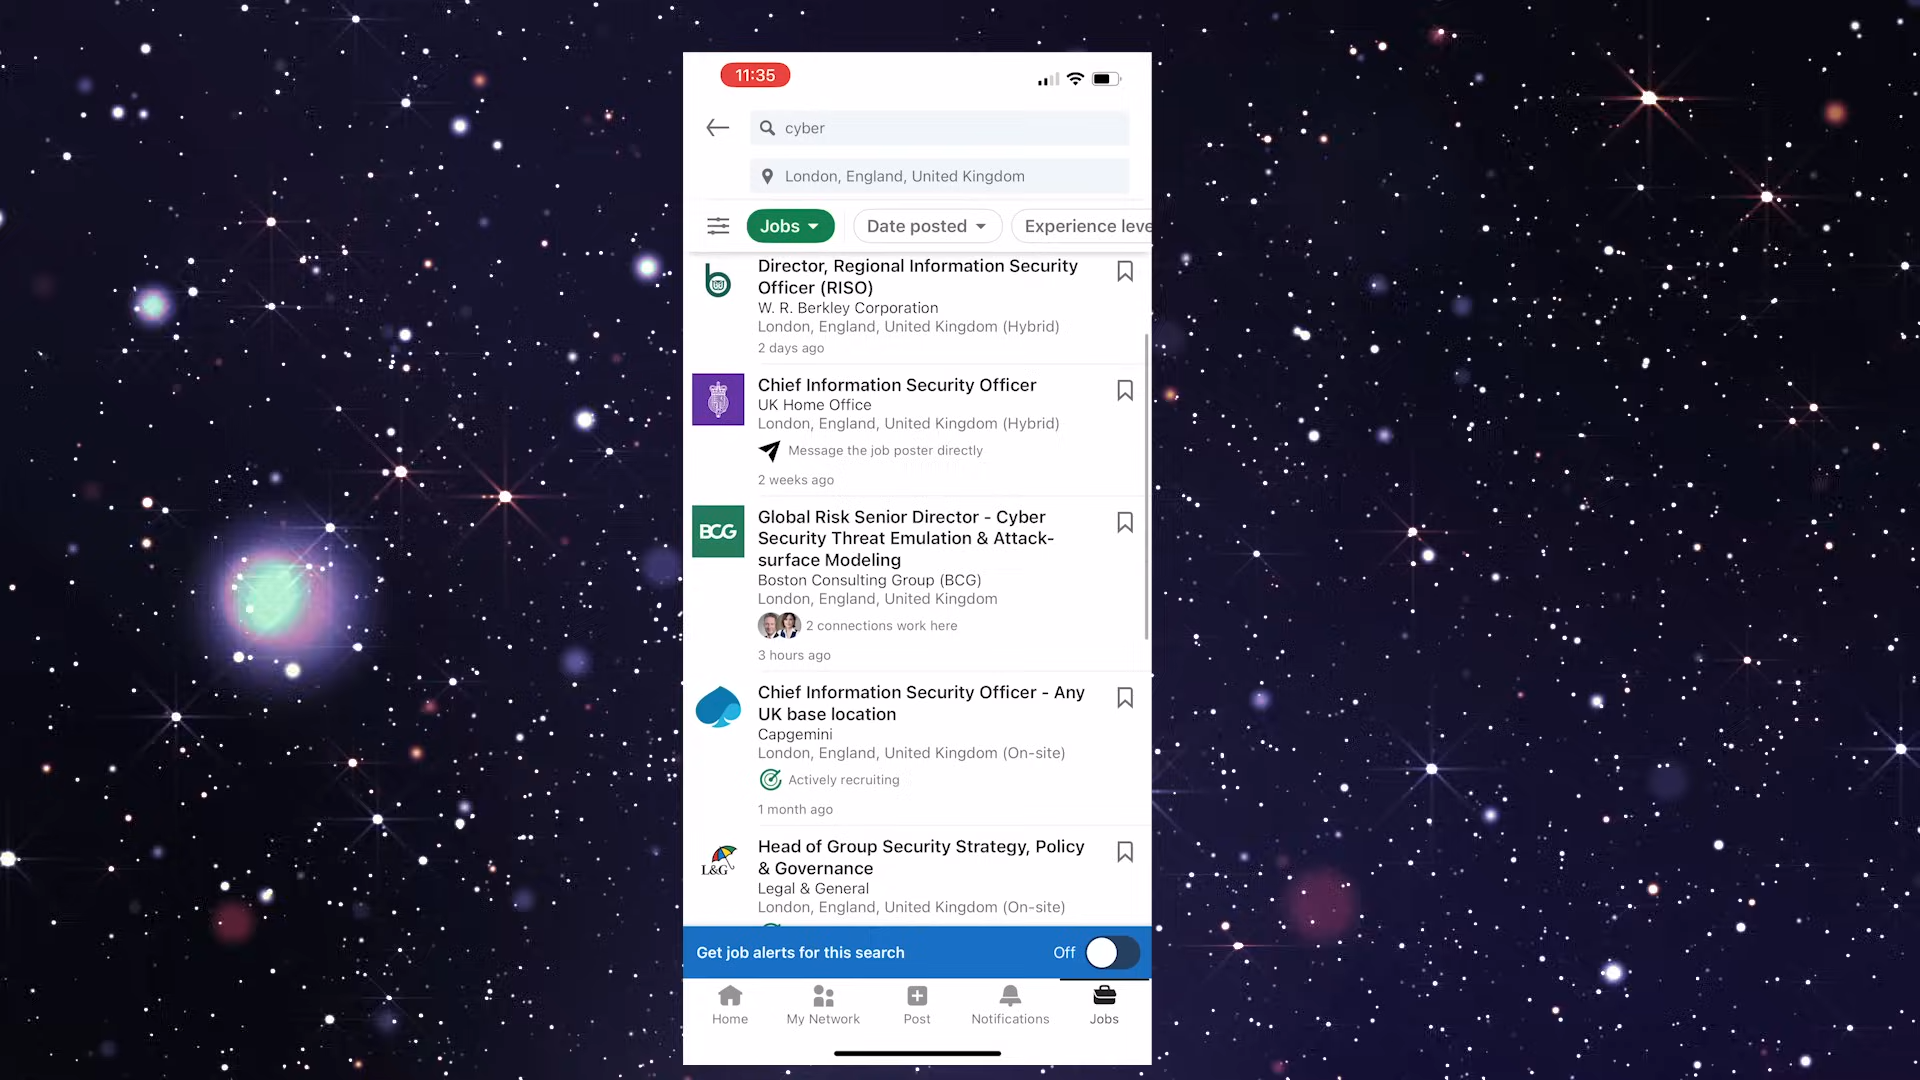 11:35
cyber
London, England, United Kingdom
Jobs
Date posted
Experience leve
Director, Regional Information Security
Officer (RISO)
W. R. Berkley Corporation
London, England, United Kingdom (Hybrid)
2 days ago
Chief Information Security Officer
UK Home Office
London, England, United Kingdom (Hybrid)
Message the job poster directly
2 weeks ago
BCG
Global Risk Senior Director - Cyber
Security Threat Emulation & Attack-
surface Modeling
Boston Consulting Group (BCG)
London, England, United Kingdom
2 connections work here
3 hours ago
Chief Information Security Officer - Any
UK base location
Capgemini
London, England, United Kingdom (On-site)
Actively recruiting
1 month ago
L&G
Head of Group Security Strategy, Policy
& Governance
Legal & General
London, England, United Kingdom (On-site)
Get job alerts for this search
Off
Home
My Network
Post
Notifications
Jobs